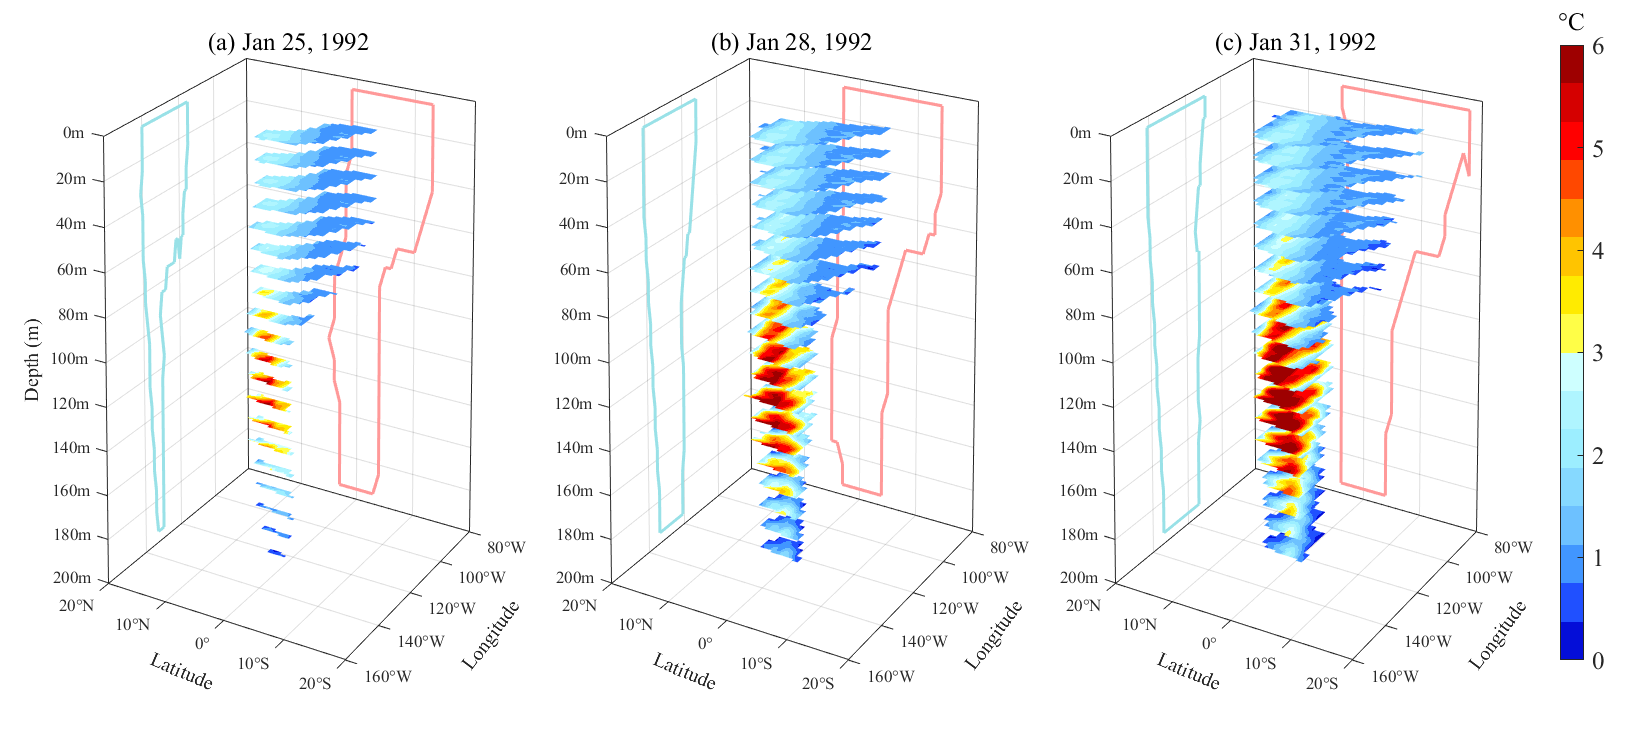 °C
(a) Jan 25, 1992
(b) Jan 28, 1992
(c) Jan 31, 1992
6
5
4
3
2
1
0
Depth (m)
0m
20m
40m
60m
80m
100m
120m
140m
160m
180m
200m
20°N
10°N
0°
10°S
20°S
Latitude
160°W
140°W
120°W
100°W
80°W
Longitude
0m
20m
40m
60m
80m
100m
120m
140m
160m
180m
200m
20°N
10°N
0°
10°S
20°S
Latitude
160°W
140°W
120°W
100°W
80°W
Longitude
0m
20m
40m
60m
80m
100m
120m
140m
160m
180m
200m
20°N
10°N
0°
10°S
20°S
Latitude
160°W
140°W
120°W
100°W
80°W
Longitude